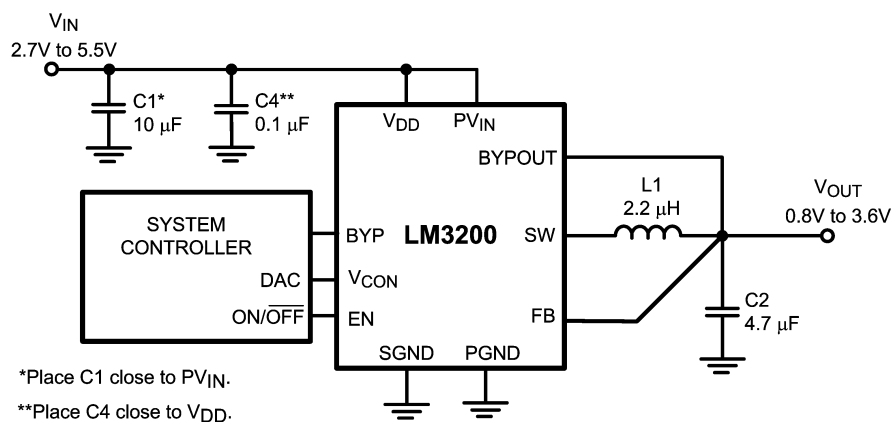 VIN
2.7V to 5.5V
C1*
10 µF
C4**
0.1 µF
VDD
PVIN
BYPOUT
L1
2.2 µH
VOUT
0.8V to 3.6V
SYSTEM
CONTROLLER
BYP
LM3200
SW
DAC
VCON
ON/OFF
EN
FB
C2
4.7 µF
SGND
PGND
*Place C1 close to PVIN.
**Place C4 close to VDD.